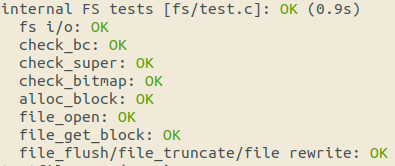 internal FS tests [fs/test.c]: OK (0.9s)
fs i/o: OK
check_bc: OK
check_super: OK
check_bitmap: OK
alloc_block: OK
file_open: OK
file_get_block: OK
file_flush/file_truncate/file rewrite: OK